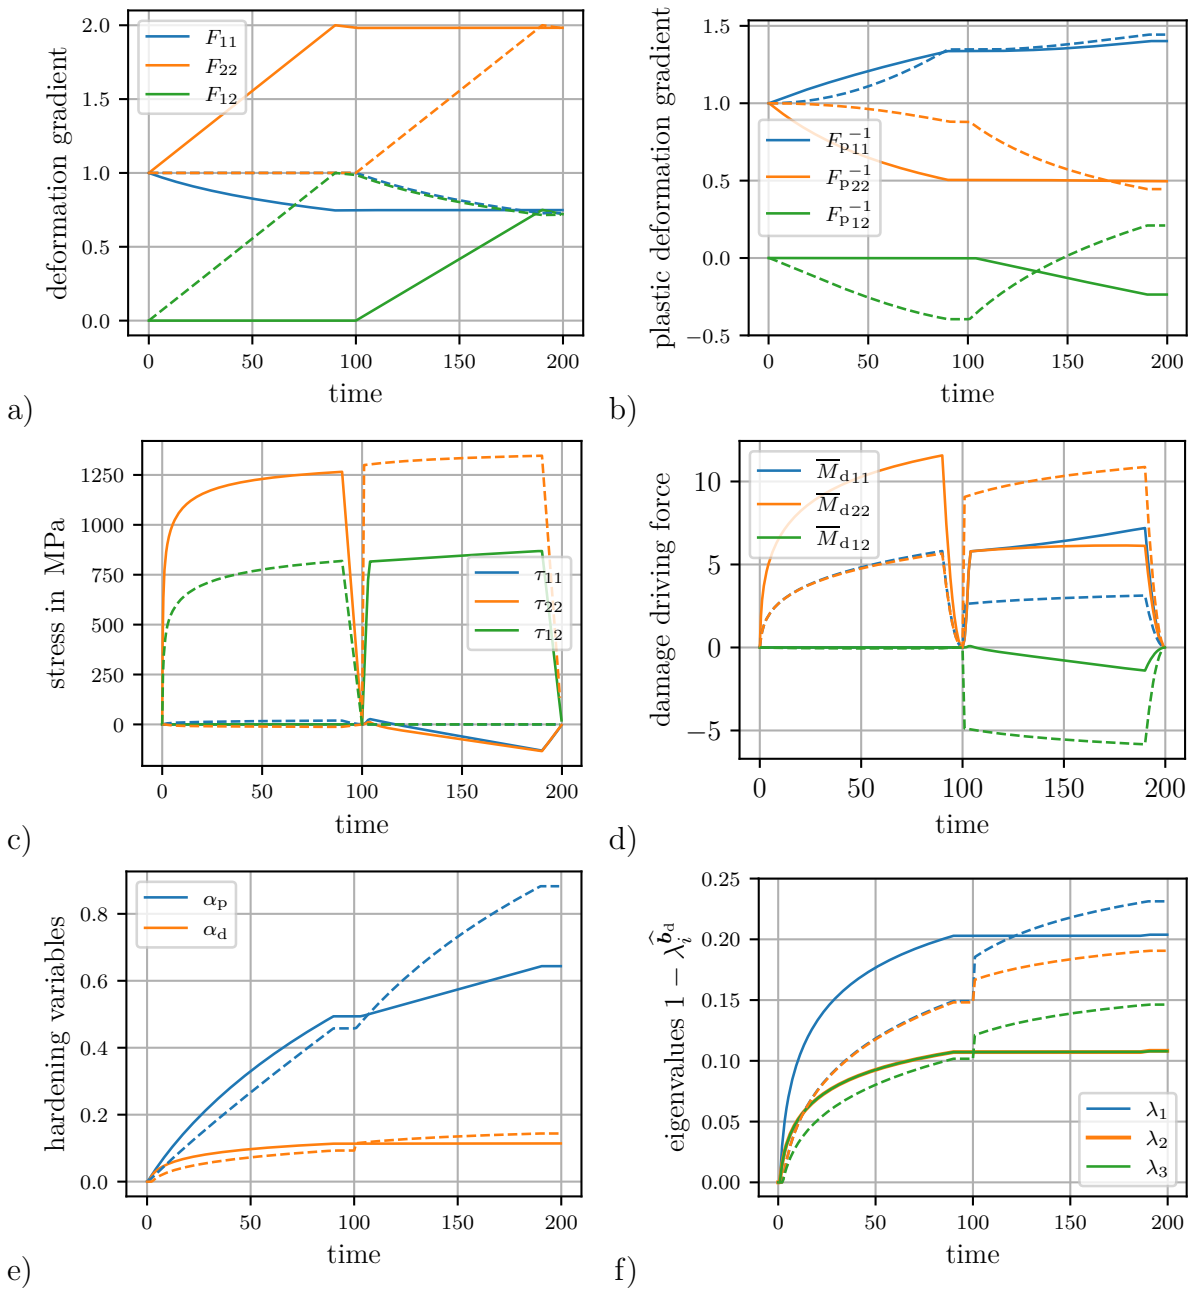 deformation gradient
2.0
1.5
1.0
0.5
0.0
F₁₁
F₂₂
F₁₂
0 50 100 150 200
time
a)
plastic deformation gradient
1.5
1.0
0.5
0.0
−0.5
Fₚ₁₁⁻¹
Fₚ₂₂⁻¹
Fₚ₁₂⁻¹
0 50 100 150 200
time
b)
stress in MPa
1250
1000
750
500
250
0
τ₁₁
τ₂₂
τ₁₂
0 50 100 150 200
time
c)
damage driving force
10
5
0
−5
M̅d11
M̅d22
M̅d12
0 50 100 150 200
time
d)
hardening variables
0.8
0.6
0.4
0.2
0.0
αp
αd
0 50 100 150 200
time
e)
eigenvalues 1 − λᵢ^b̂d
0.25
0.20
0.15
0.10
0.05
0.00
λ₁
λ₂
λ₃
0 50 100 150 200
time
f)